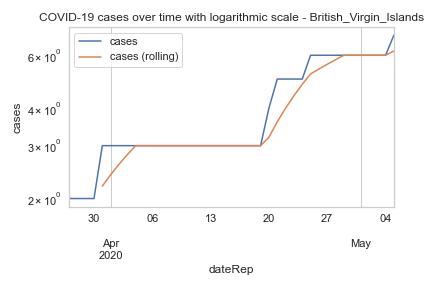 COVID-19 cases over time with logarithmic scale - British_Virgin_Islands
cases
cases (rolling)
6 × 10⁰
4 × 10⁰
3 × 10⁰
2 × 10⁰
cases
30 06 13 20 27 04
Apr May
2020
dateRep